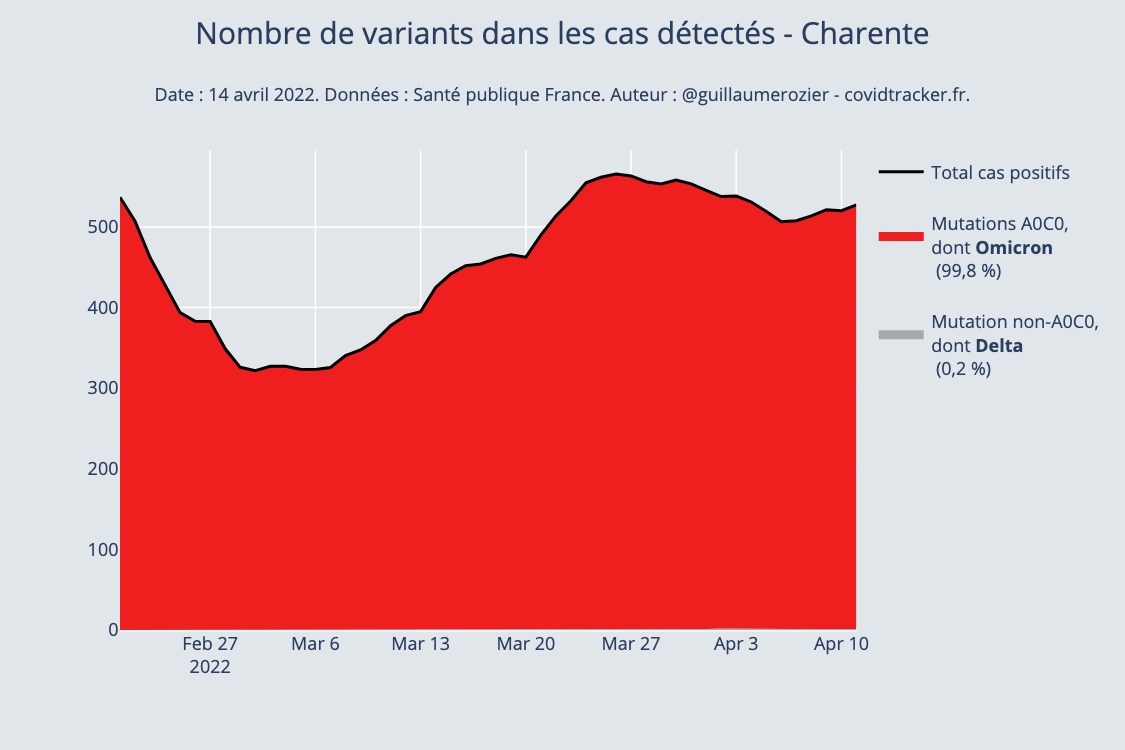 Nombre de variants dans les cas détectés - Charente
Date : 14 avril 2022. Données : Santé publique France. Auteur : @guillaumerozier - covidtracker.fr.
Total cas positifs
Mutations A0C0,
dont Omicron
(99,8 %)
Mutation non-A0C0,
dont Delta
(0,2 %)
500
400
300
200
100
0
Feb 27
2022
Mar 6
Mar 13
Mar 20
Mar 27
Apr 3
Apr 10